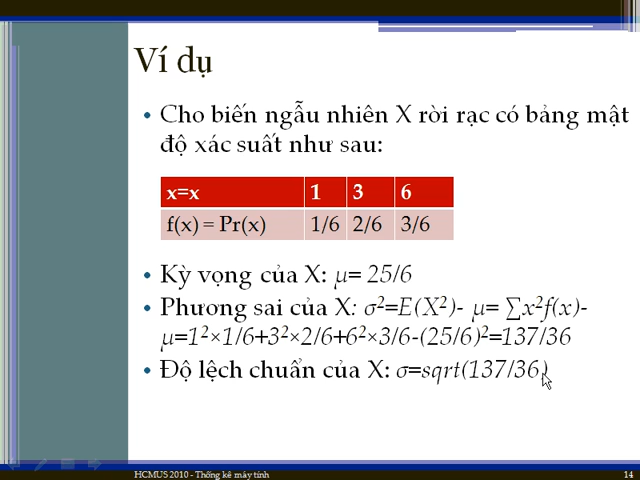 Ví dụ
• Cho biến ngẫu nhiên X rời rạc có bảng mật
độ xác suất như sau:
x=x 1 3 6
f(x) = Pr(x) 1/6 2/6 3/6
• Kỳ vọng của X: μ= 25/6
• Phương sai của X: σ²=E(X²)- μ= ∑x²f(x)-
μ=1²×1/6+3²×2/6+6²×3/6-(25/6)²=137/36
• Độ lệch chuẩn của X: σ=sqrt(137/36)
HCMUS 2010 - Thống kê máy tính 14